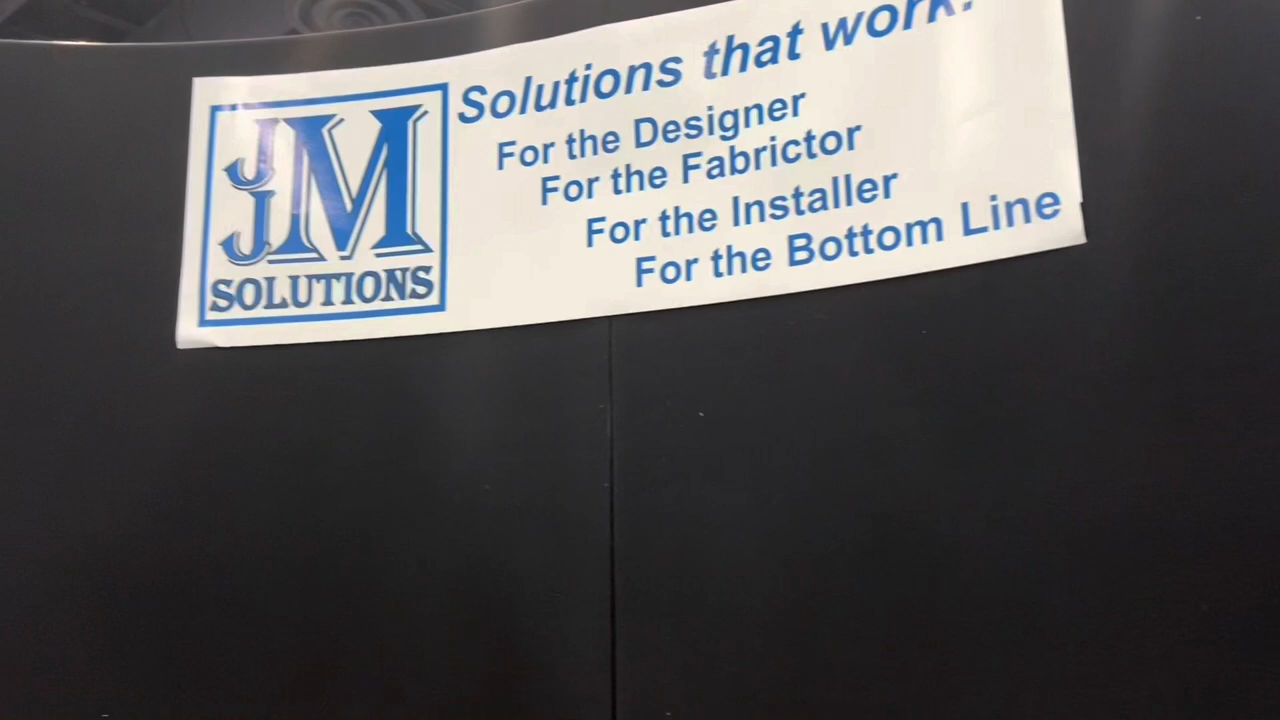 JJM
SOLUTIONS
Solutions that work.
For the Designer
For the Fabrictor
For the Installer
For the Bottom Line